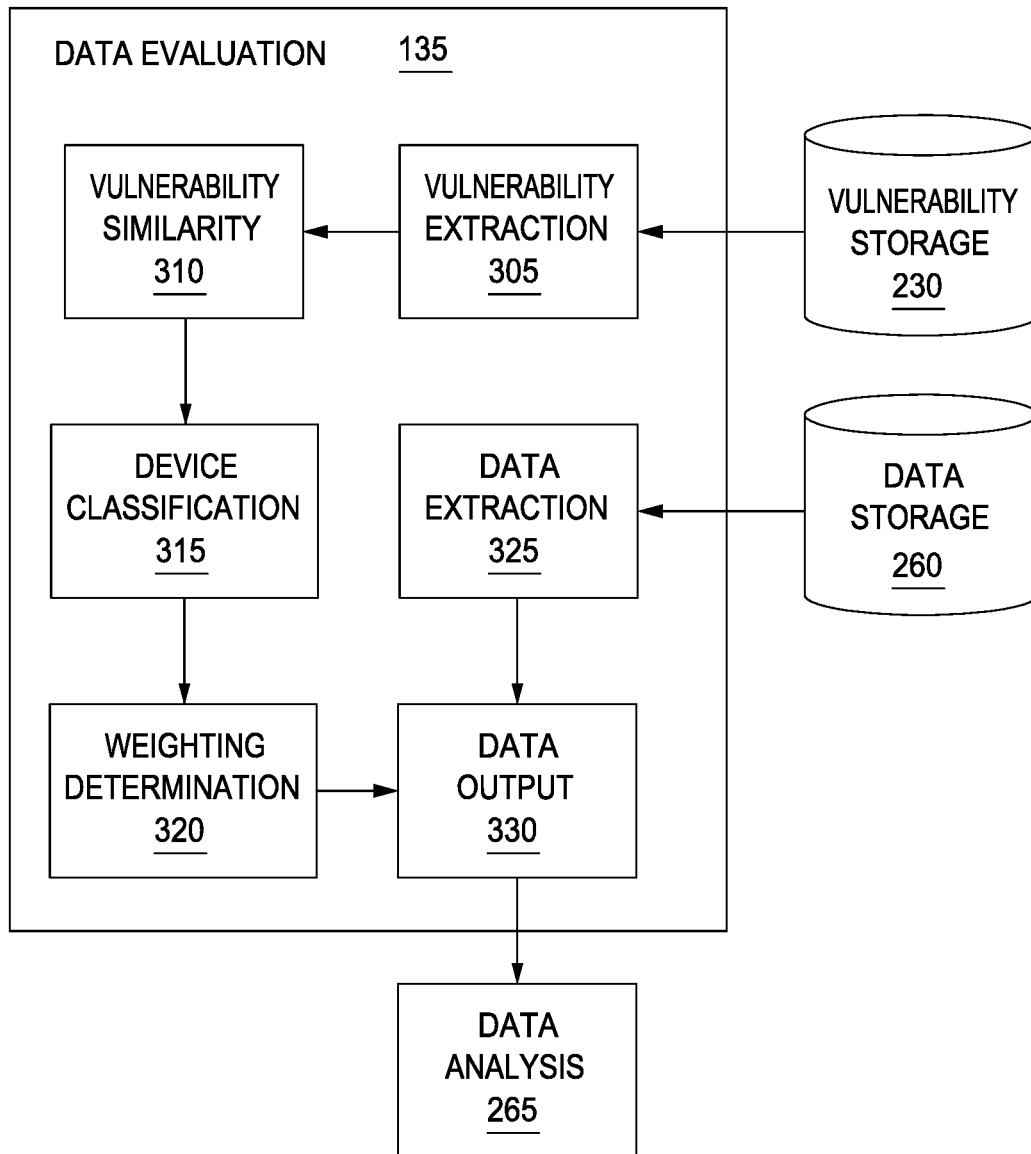 DATA EVALUATION 135
VULNERABILITY
SIMILARITY
310
VULNERABILITY
EXTRACTION
305
VULNERABILITY
STORAGE
230
DEVICE
CLASSIFICATION
315
DATA
EXTRACTION
325
DATA
STORAGE
260
WEIGHTING
DETERMINATION
320
DATA
OUTPUT
330
DATA
ANALYSIS
265